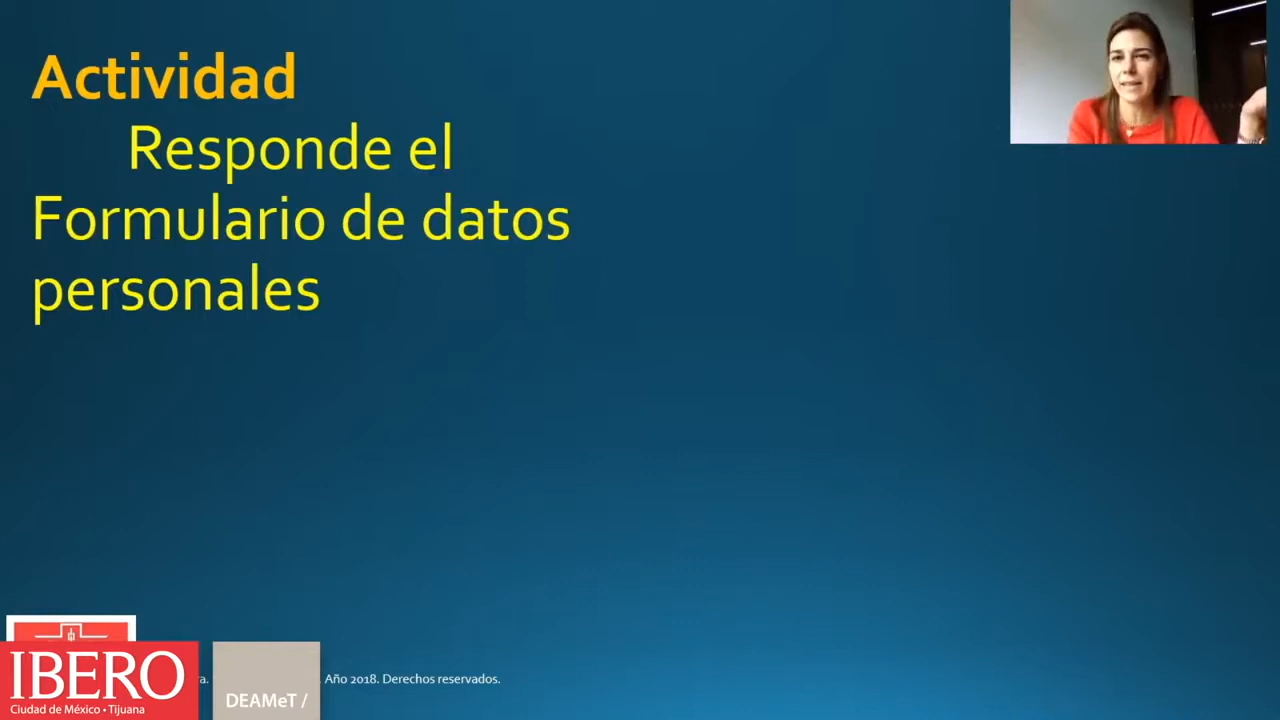 Actividad
Responde el
Formulario de datos
personales
IBERO
Ciudad de México • Tijuana
DEAMeT /
. Año 2018. Derechos reservados.